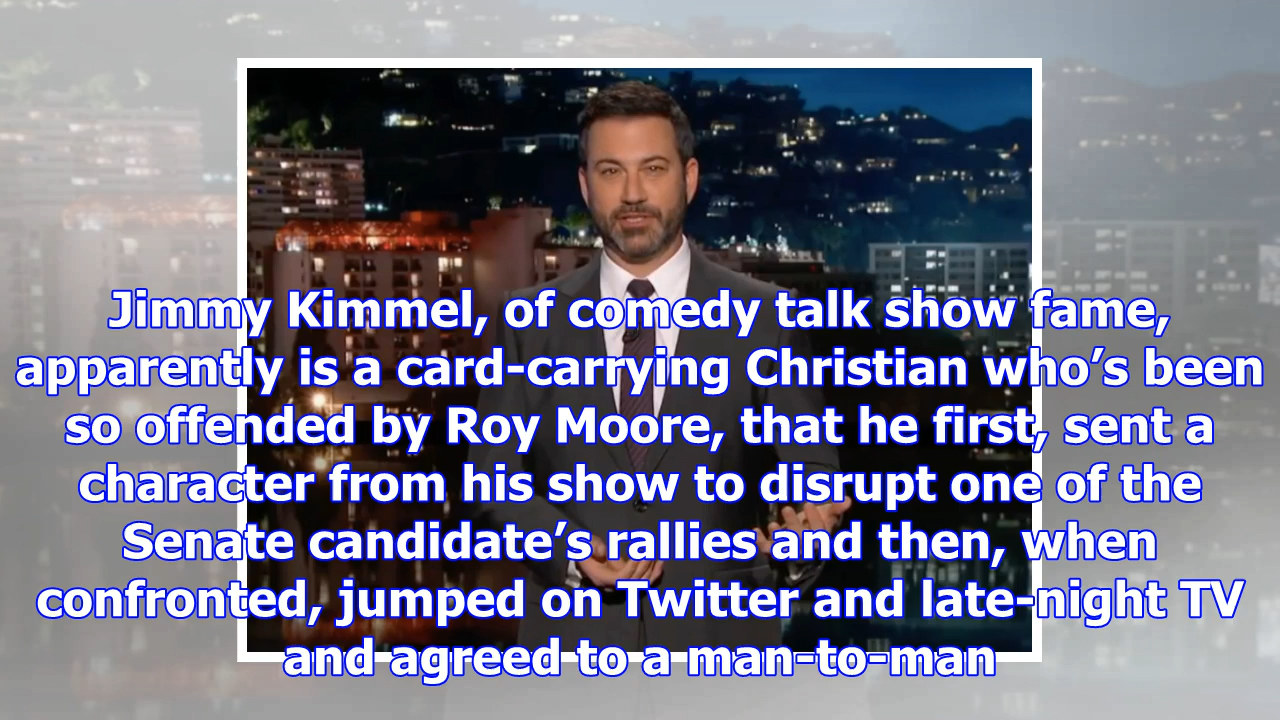 Jimmy Kimmel, of comedy talk show fame,
apparently is a card-carrying Christian who’s been
so offended by Roy Moore, that he first, sent a
character from his show to disrupt one of the
Senate candidate’s rallies and then, when
confronted, jumped on Twitter and late-night TV
and agreed to a man-to-man